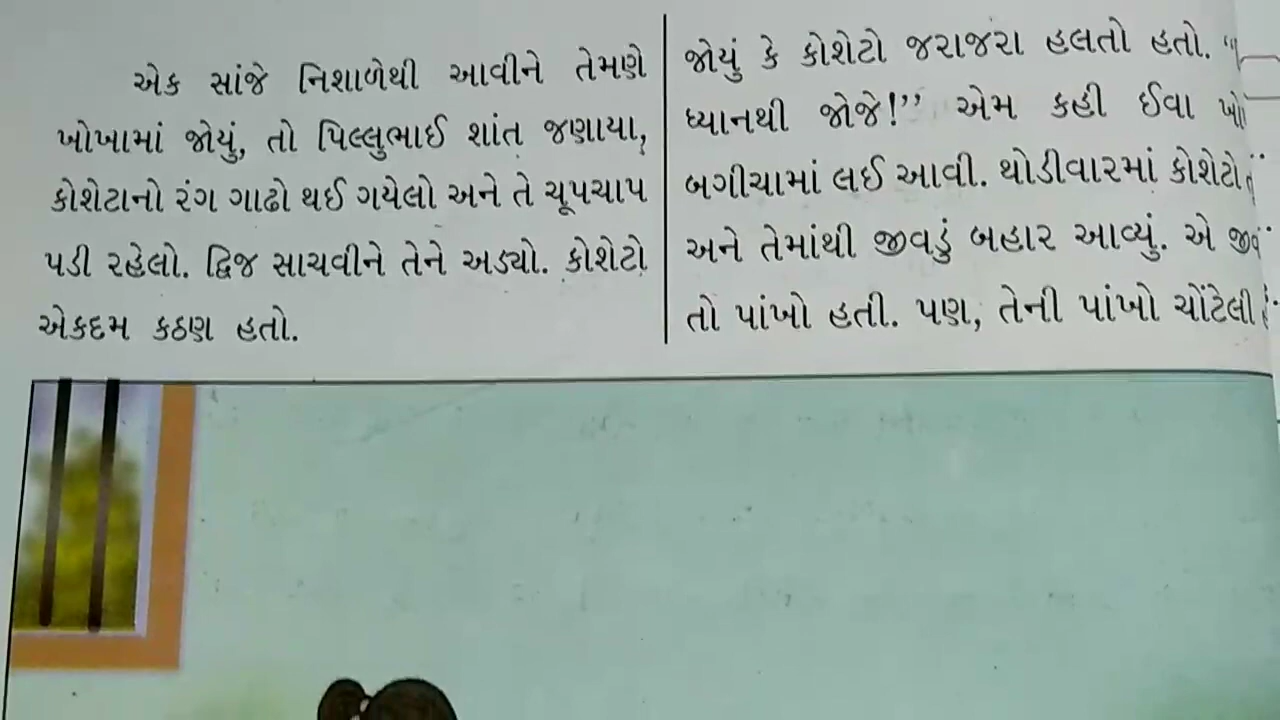 એક સાંજે નિશાળેથી આવીને તેમણે
ખોખામાં જોયું, તો પિલ્લુભાઈ શાંત જણાયા,
કોશેટાનો રંગ ગાઢો થઈ ગયેલો અને તે ચૂપચાપ
પડી રહેલો. દ્વિજ સાચવીને તેને અડ્યો. કોશેટો
એકદમ કઠણ હતો.
જોયું કે કોશેટો જરાજરા હલતો હતો.
ધ્યાનથી જોજે!” એમ કહી ઈવા
બગીચામાં લઈ આવી. થોડીવારમાં કોશેટો
અને તેમાંથી જીવડું બહાર આવ્યું. એ
તો પાંખો હતી. પણ, તેની પાંખો ચોંટેલી